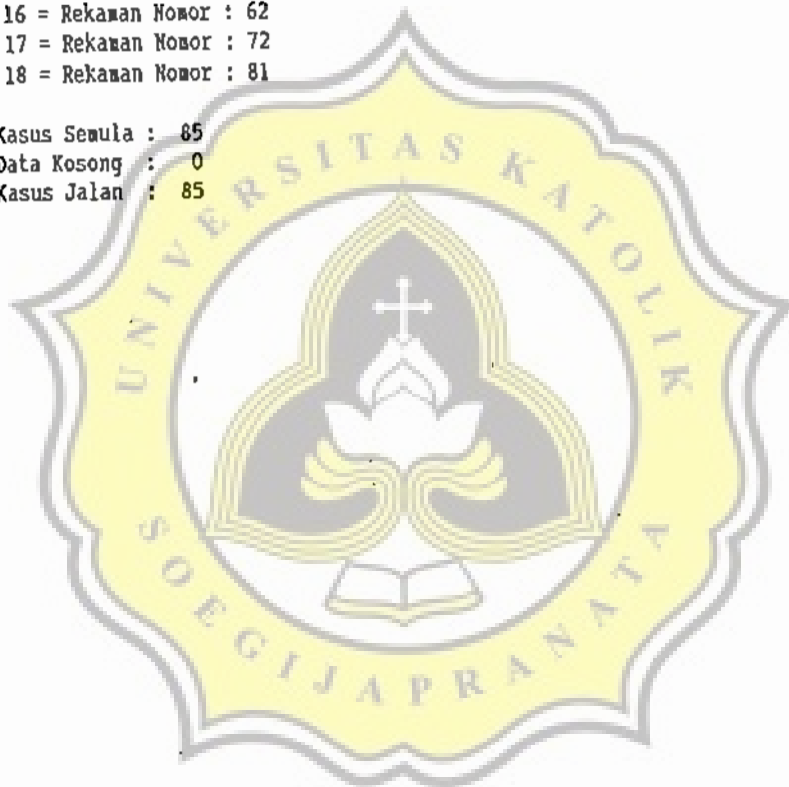 16 = Rekaman Nomor : 62
17 = Rekaman Nomor : 72
18 = Rekaman Nomor : 81
Kasus Semula : 85
Data Kosong : 0
Kasus Jalan : 85
UNIVERSITAS KATOLIK
SOEGIJAPRANATA